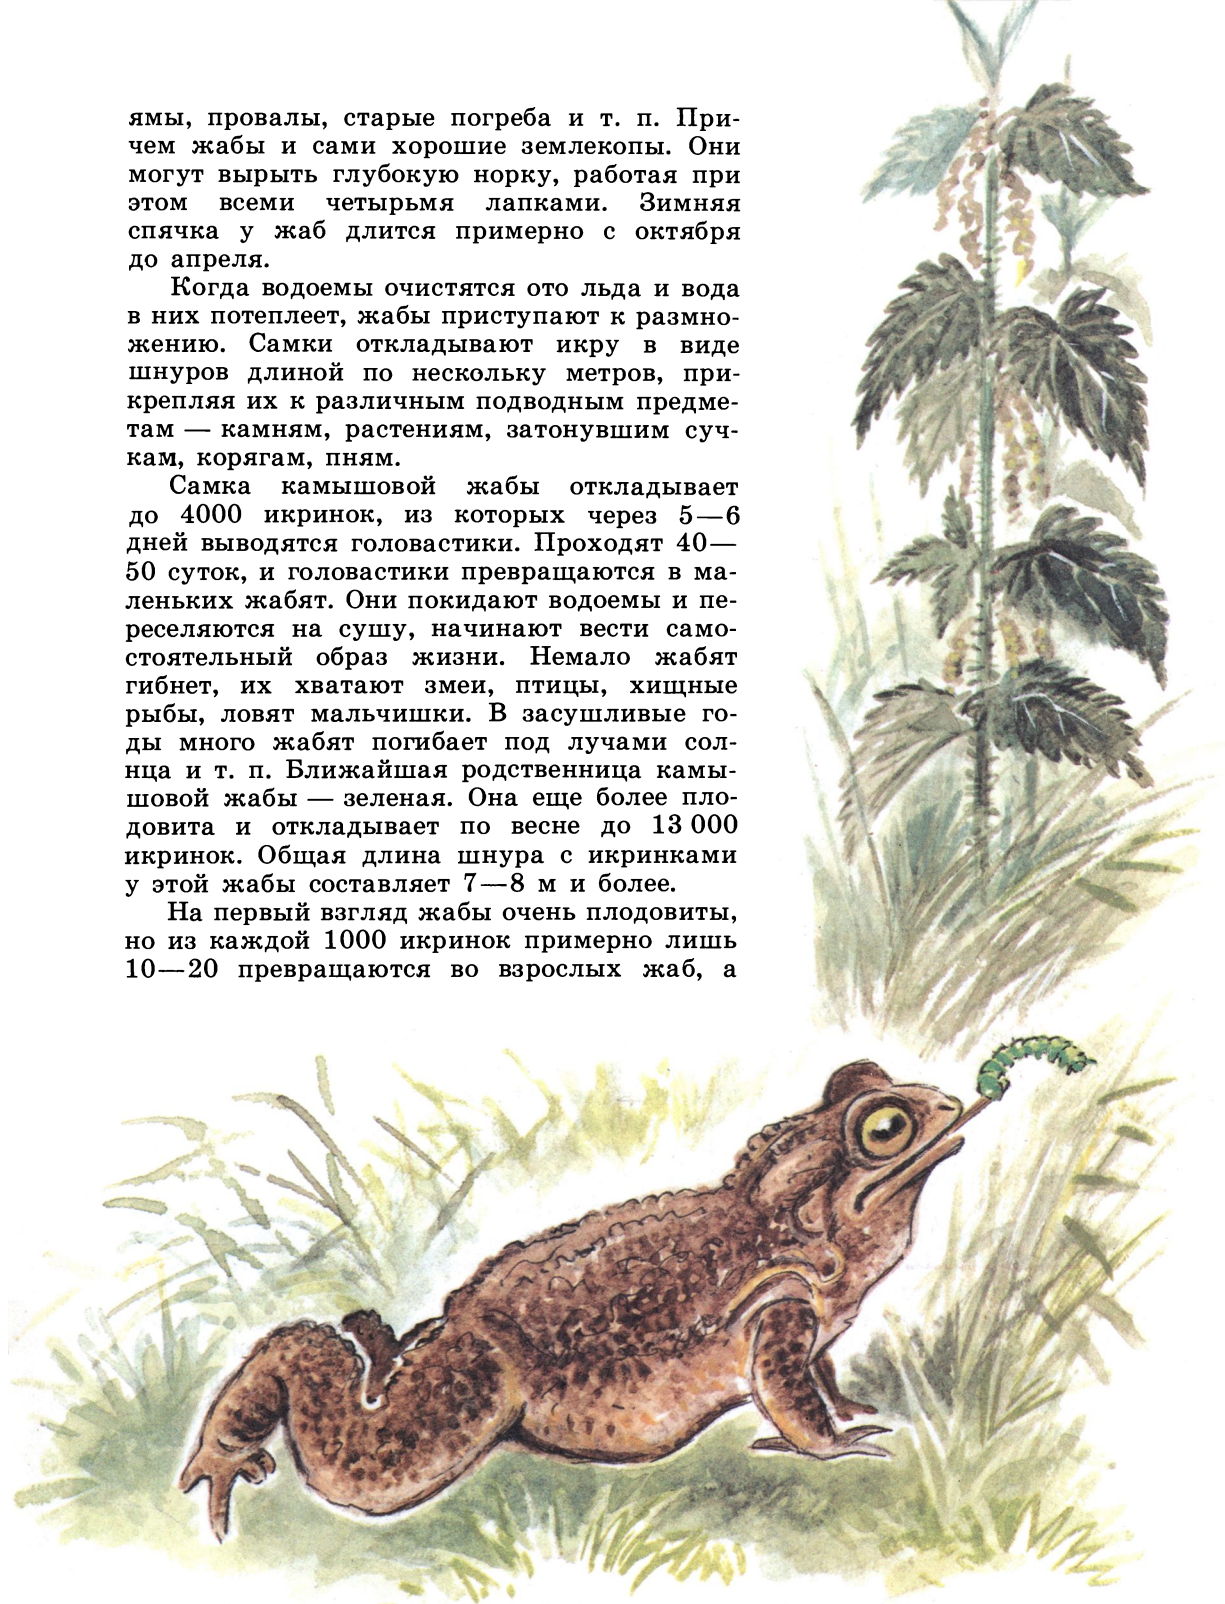 ямы, провалы, старые погреба и т. п. При-
чем жабы и сами хорошие землекопы. Они
могут вырыть глубокую норку, работая при
этом всеми четырьмя лапками. Зимняя
спячка у жаб длится примерно с октября
до апреля.
Когда водоемы очистятся ото льда и вода
в них потеплеет, жабы приступают к размно-
жению. Самки откладывают икру в виде
шнуров длиной по нескольку метров, при-
крепляя их к различным подводным предме-
там — камням, растениям, затонувшим суч-
кам, корягам, пням.
Самка камышовой жабы откладывает
до 4000 икринок, из которых через 5—6
дней выводятся головастики. Проходят 40—
50 суток, и головастики превращаются в ма-
леньких жабят. Они покидают водоемы и пе-
реселяются на сушу, начинают вести само-
стоятельный образ жизни. Немало жабят
гибнет, их хватают змеи, птицы, хищные
рыбы, ловят мальчишки. В засушливые го-
ды много жабят погибает под лучами сол-
нца и т. п. Ближайшая родственница камы-
шовой жабы — зеленая. Она еще более пло-
довита и откладывает по весне до 13 000
икринок. Общая длина шнура с икринками
у этой жабы составляет 7—8 м и более.
На первый взгляд жабы очень плодовиты,
но из каждой 1000 икринок примерно лишь
10—20 превращаются во взрослых жаб, а